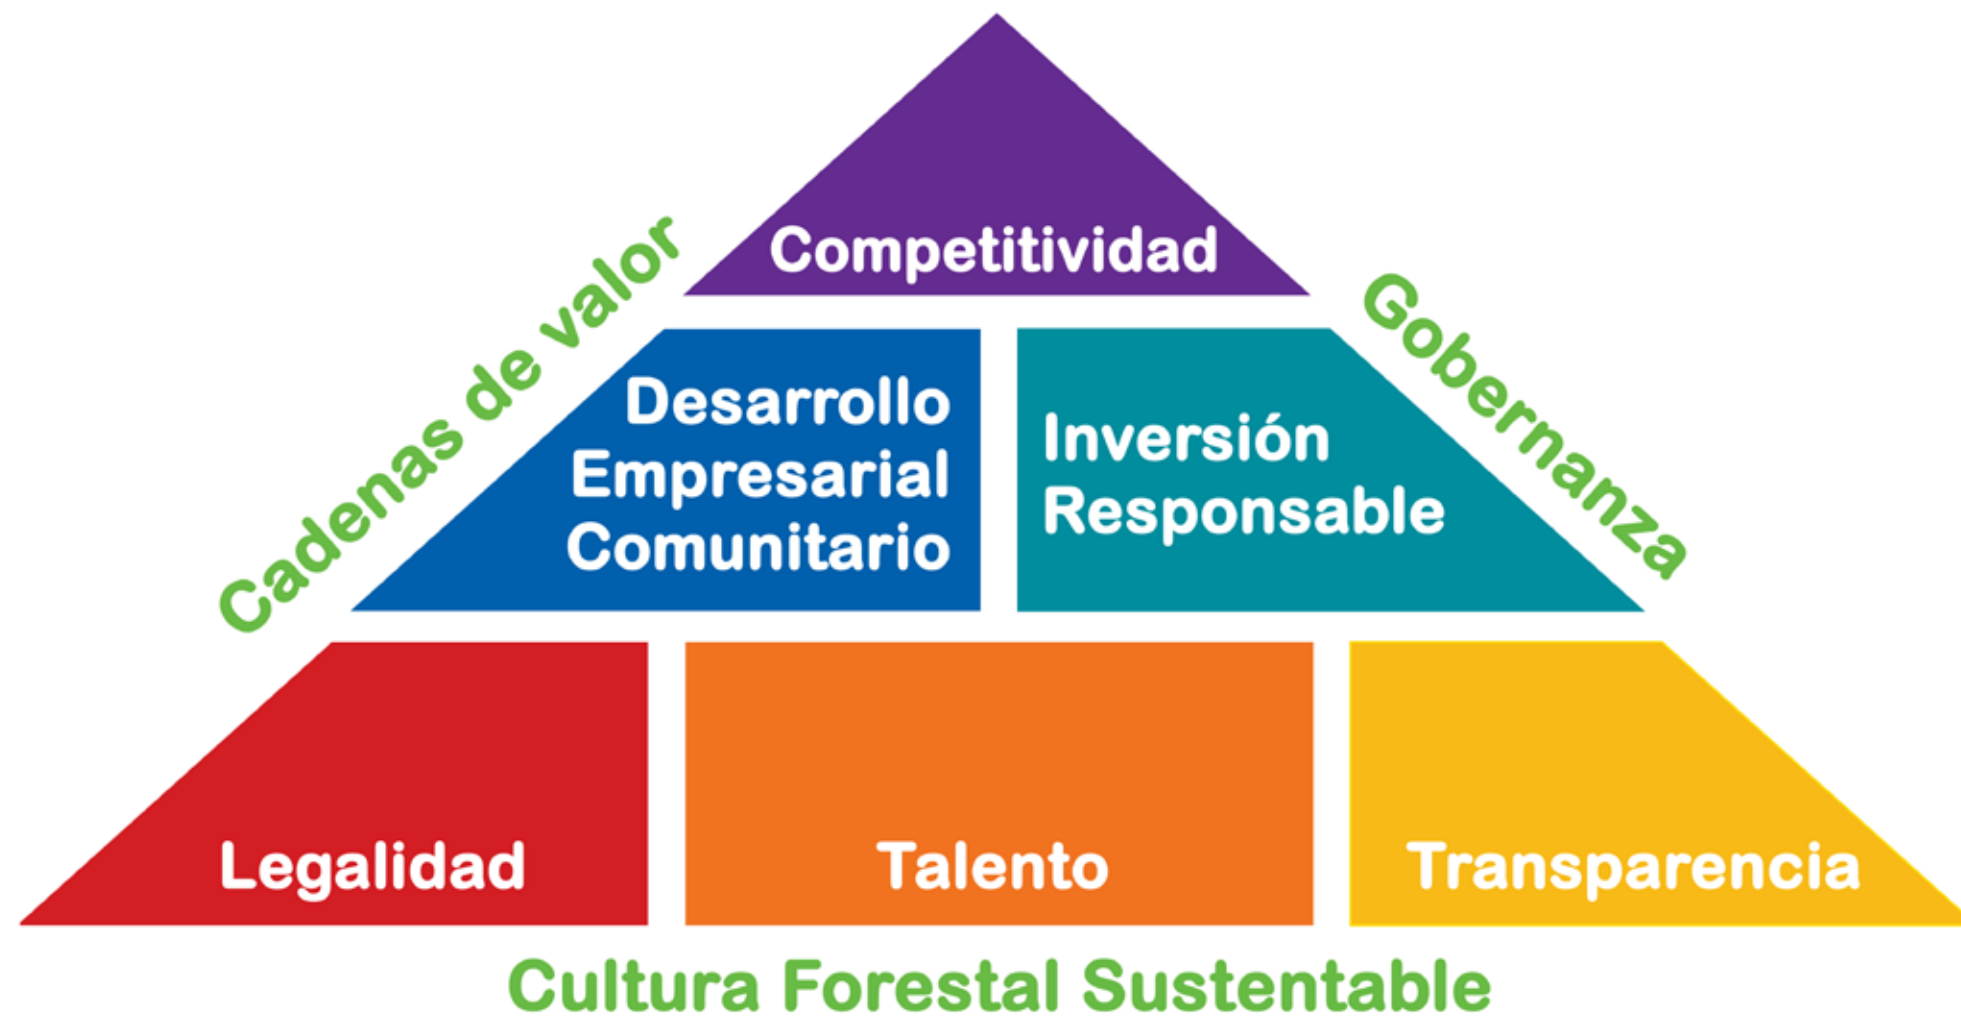 Competitividad
Cadenas de valor
Gobernanza
Desarrollo
Empresarial
Comunitario
Inversión
Responsable
Legalidad
Talento
Transparencia
Cultura Forestal Sustentable